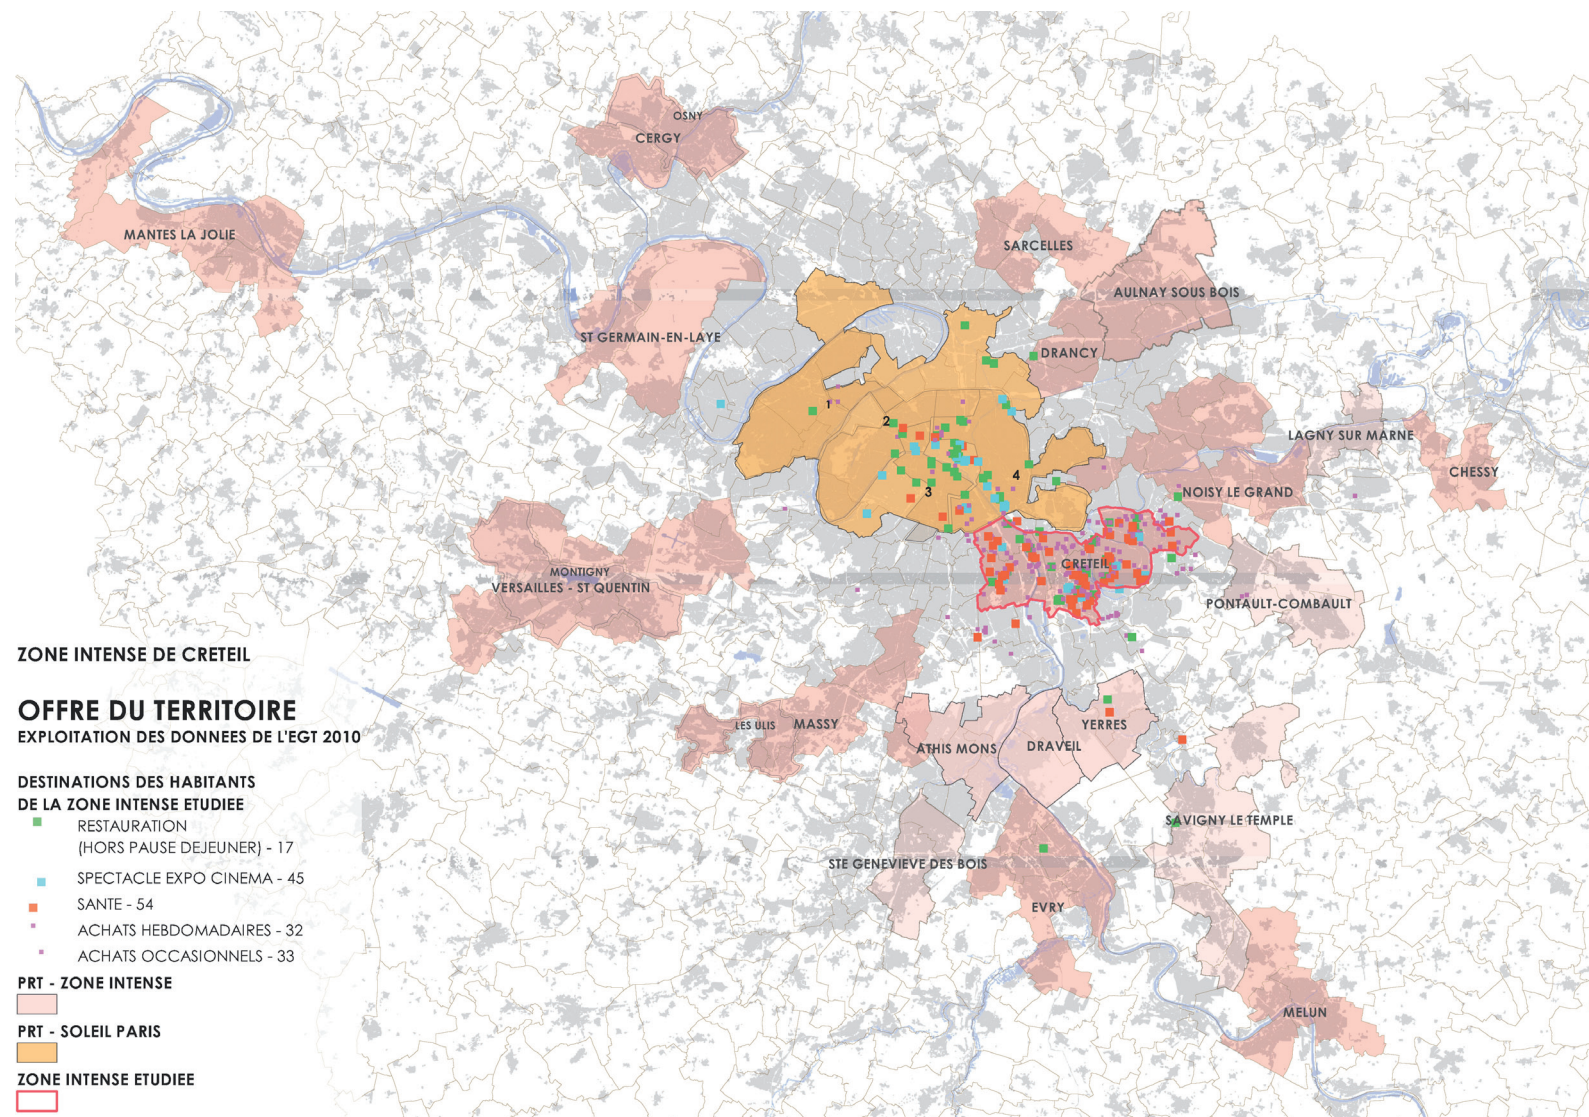 OSNY
CERGY
MANTES LA JOLIE
SARCELLES
AULNAY SOUS BOIS
ST GERMAIN-EN-LAYE
DRANCY
1
2
LAGNY SUR MARNE
CHESSY
4
3
NOISY LE GRAND
CRETEIL
MONTIGNY
VERSAILLES - ST QUENTIN
PONTAULT-COMBAULT
ZONE INTENSE DE CRETEIL
OFFRE DU TERRITOIRE
EXPLOITATION DES DONNEES DE L'EGT 2010
LES ULIS
MASSY
YERRES
ATHIS MONS
DRAVEIL
DESTINATIONS DES HABITANTS
DE LA ZONE INTENSE ETUDIEE
RESTAURATION
(HORS PAUSE DEJEUNER) - 17
SPECTACLE EXPO CINEMA - 45
SANTE - 54
ACHATS HEBDOMADAIRES - 32
ACHATS OCCASIONNELS - 33
SAVIGNY LE TEMPLE
STE GENEVIEVE DES BOIS
EVRY
MELUN
PRT - ZONE INTENSE
PRT - SOLEIL PARIS
ZONE INTENSE ETUDIEE